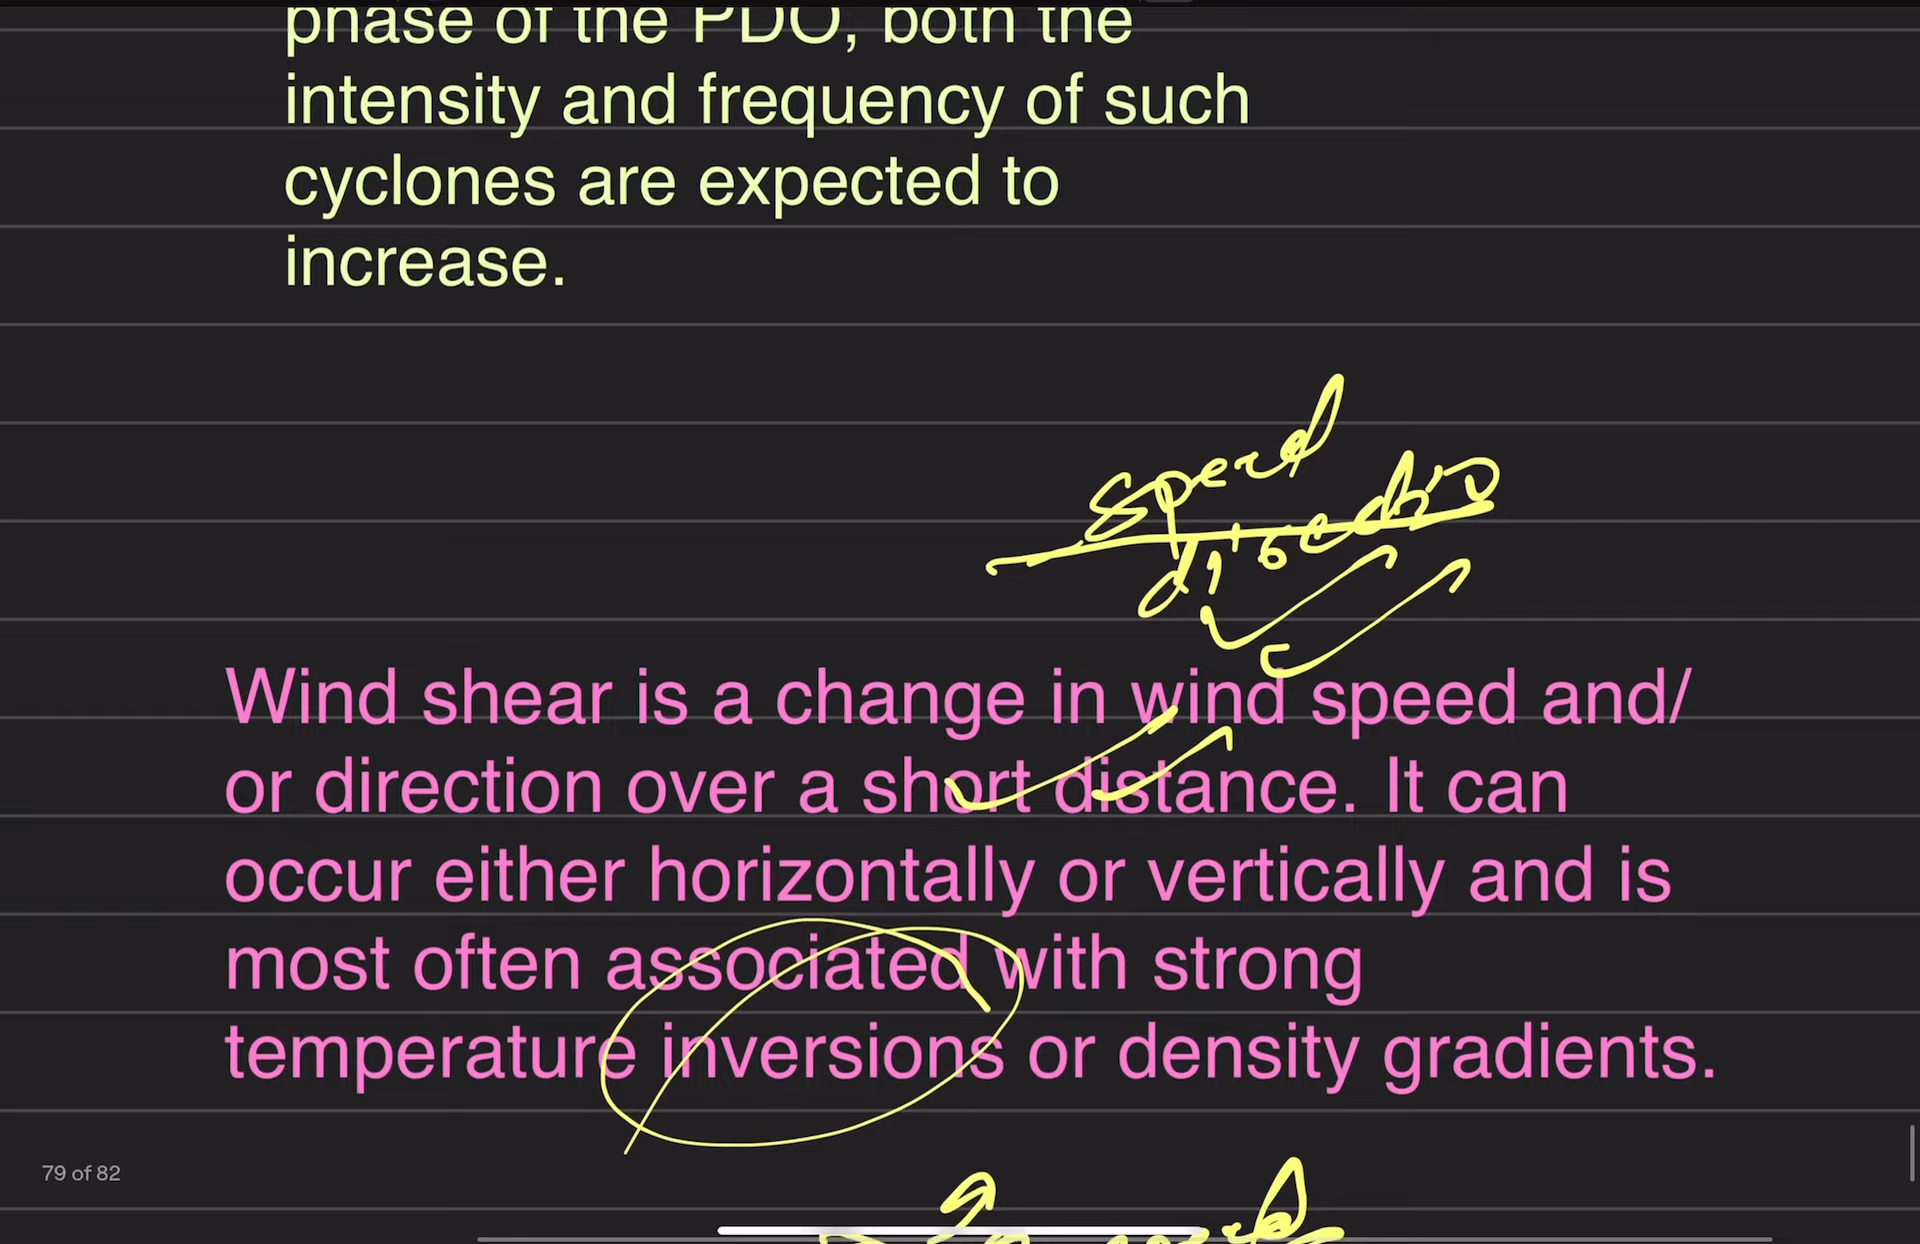 phase of the PDO, both the
intensity and frequency of such
cyclones are expected to
increase.
speed
Wind shear is a change in wind speed and/
or direction over a short distance. It can
occur either horizontally or vertically and is
most often associated with strong
temperature inversions or density gradients.
79 of 82